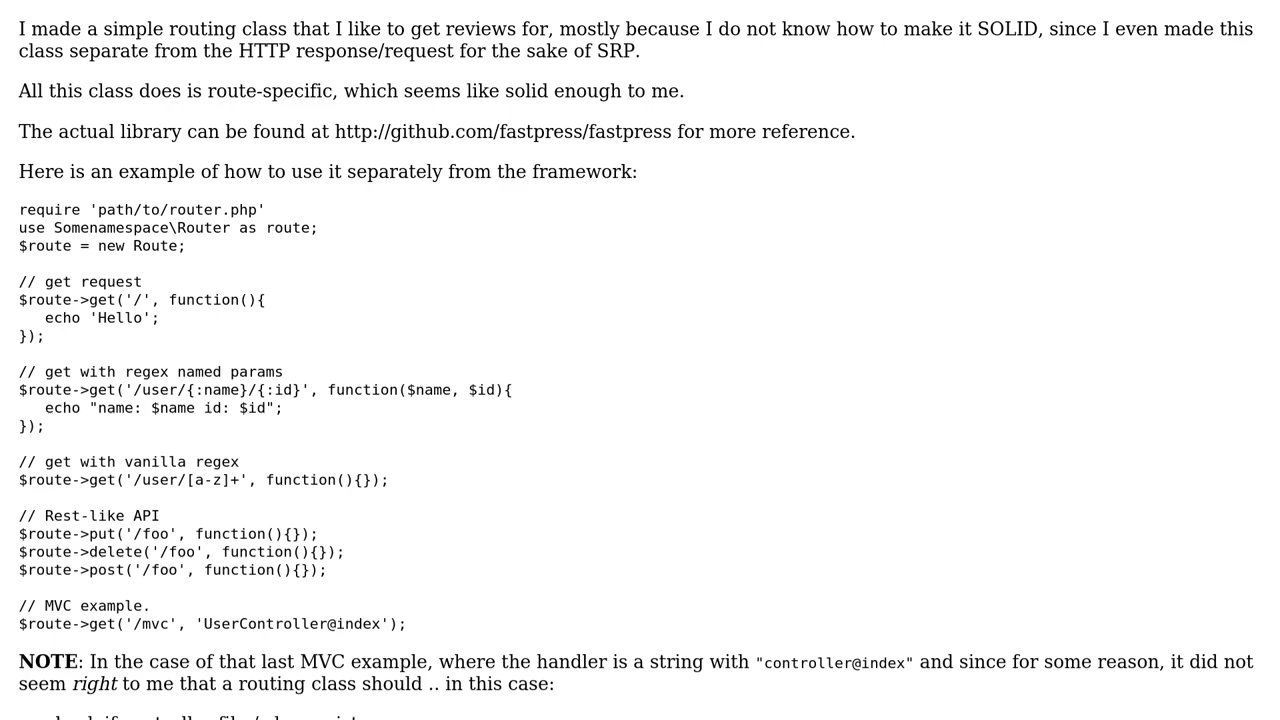 I made a simple routing class that I like to get reviews for, mostly because I do not know how to make it SOLID, since I even made this
class separate from the HTTP response/request for the sake of SRP.
All this class does is route-specific, which seems like solid enough to me.
The actual library can be found at http://github.com/fastpress/fastpress for more reference.
Here is an example of how to use it separately from the framework:
require 'path/to/router.php'
use Somenamespace\Router as route;
$route = new Route;
// get request
$route->get('/', function(){
   echo 'Hello';
});
// get with regex named params
$route->get('/user/{:name}/{:id}', function($name, $id){
   echo "name: $name id: $id";
});
// get with vanilla regex
$route->get('/user/[a-z]+', function(){});
// Rest-like API
$route->put('/foo', function(){});
$route->delete('/foo', function(){});
$route->post('/foo', function(){});
// MVC example.
$route->get('/mvc', 'UserController@index');
NOTE: In the case of that last MVC example, where the handler is a string with "controller@index" and since for some reason, it did not
seem right to me that a routing class should .. in this case: